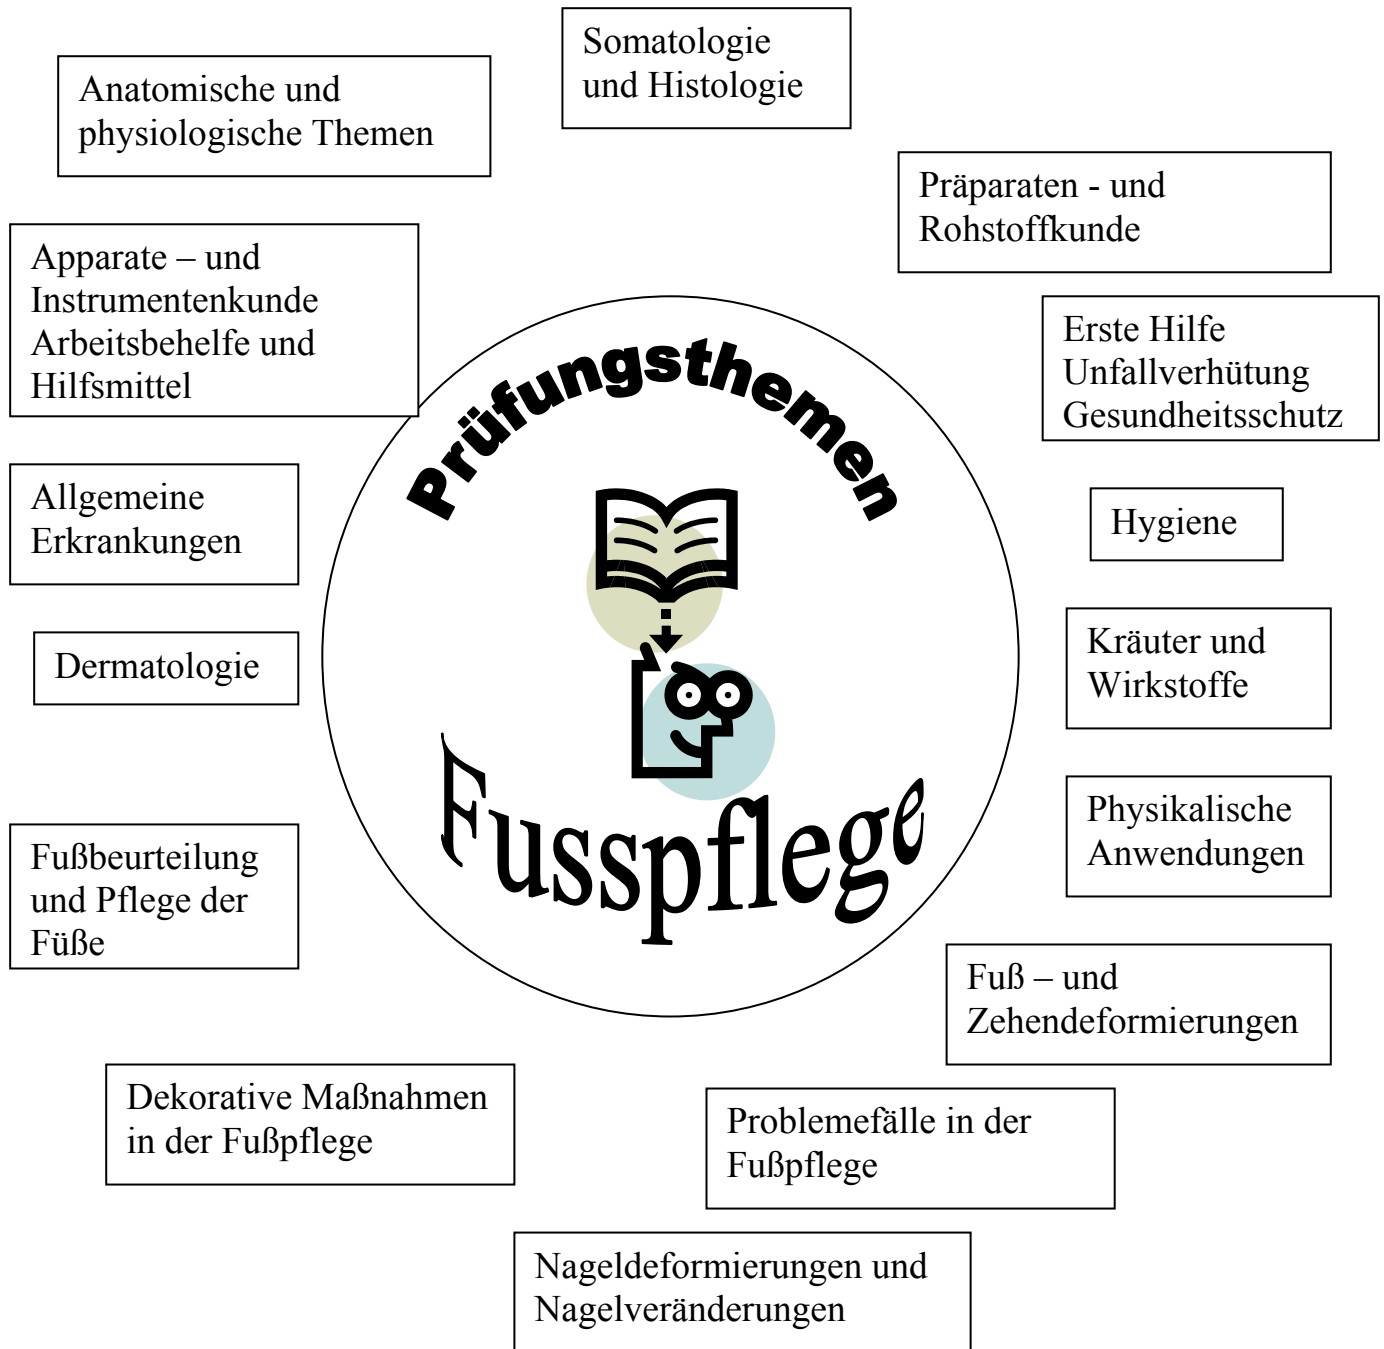 Somatologie
und Histologie
Anatomische und
physiologische Themen
Präparaten - und
Rohstoffkunde
Apparate – und
Instrumentenkunde
Arbeitsbehelfe und
Hilfsmittel
Erste Hilfe
Unfallverhütung
Gesundheitsschutz
Prüfungsthemen
Allgemeine
Erkrankungen
Hygiene
Dermatologie
Kräuter und
Wirkstoffe
Fusspflege
Physikalische
Anwendungen
Fußbeurteilung
und Pflege der
Füße
Fuß – und
Zehendeformierungen
Dekorative Maßnahmen
in der Fußpflege
Problemefälle in der
Fußpflege
Nageldeformierungen und
Nagelveränderungen